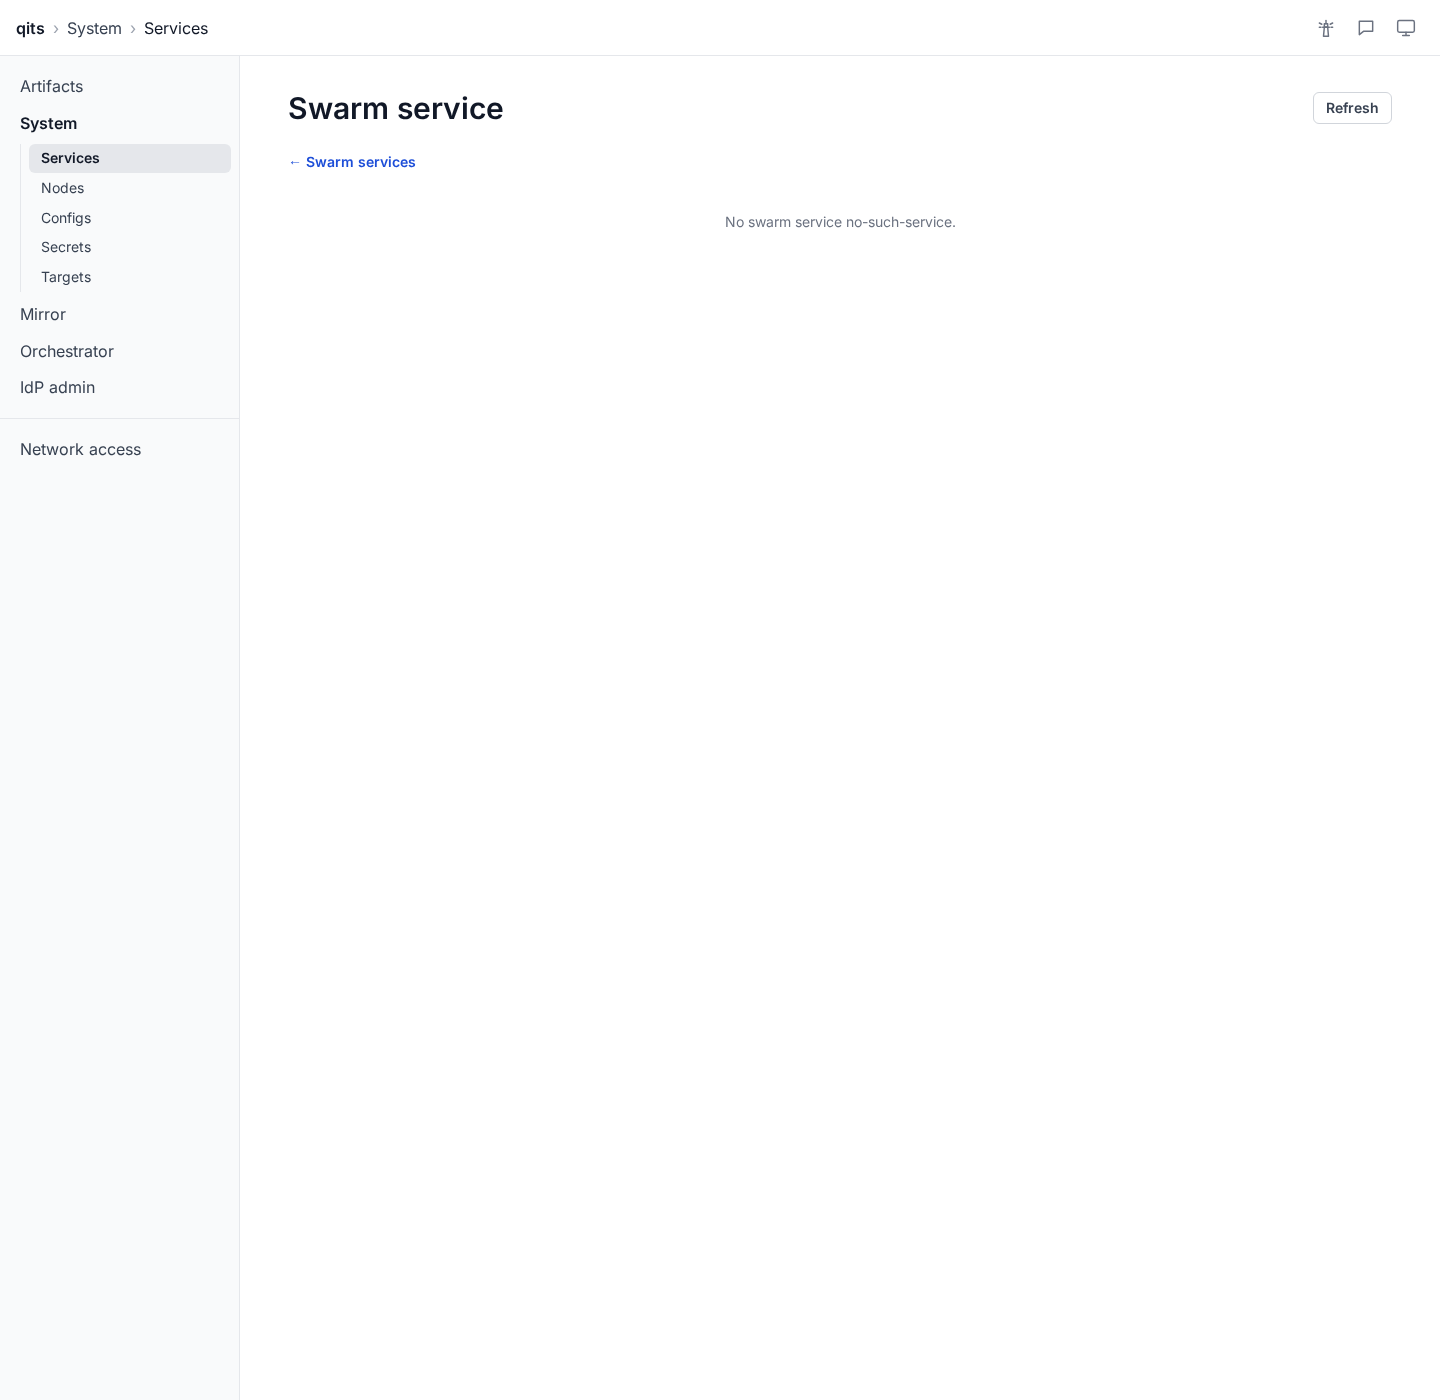 qits › System › Services
Artifacts
System
Services
Nodes
Configs
Secrets
Targets
Mirror
Orchestrator
IdP admin
Network access
Swarm service
Refresh
← Swarm services
No swarm service no-such-service.